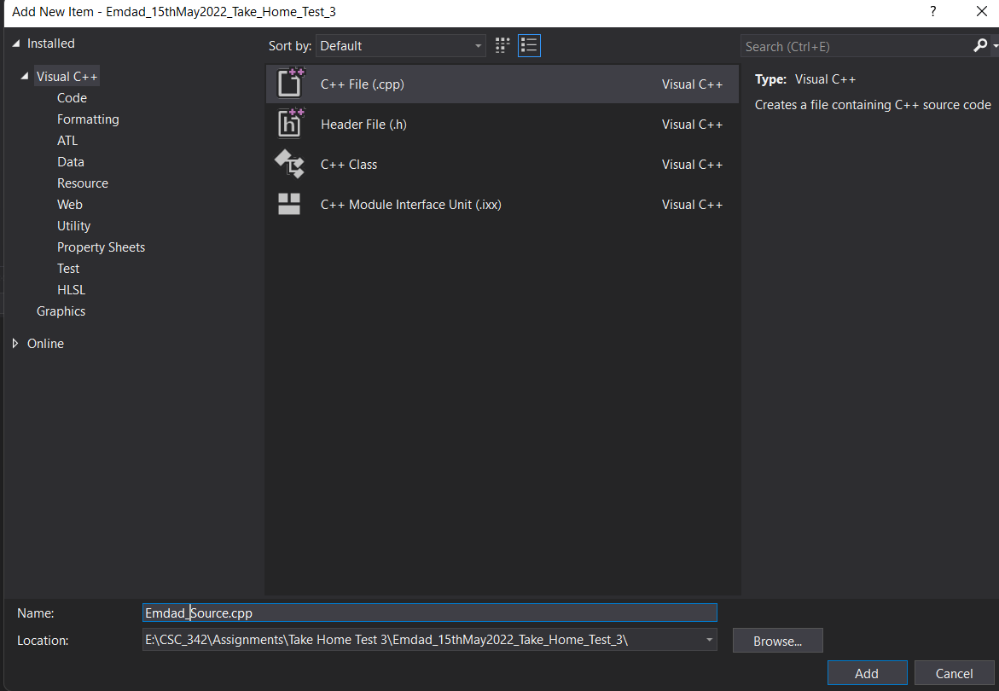 Add New Item - Emdad_15thMay2022_Take_Home_Test_3
?
Installed
Visual C++
Code
Formatting
ATL
Data
Resource
Web
Utility
Property Sheets
Test
HLSL
Graphics
Online
Sort by: Default
C++ File (.cpp) Visual C++
Header File (.h) Visual C++
C++ Class Visual C++
C++ Module Interface Unit (.ixx) Visual C++
Search (Ctrl+E)
Type: Visual C++
Creates a file containing C++ source code
Name: Emdad_Source.cpp
Location: E:\CSC_342\Assignments\Take Home Test 3\Emdad_15thMay2022_Take_Home_Test_3\
Browse...
Add Cancel